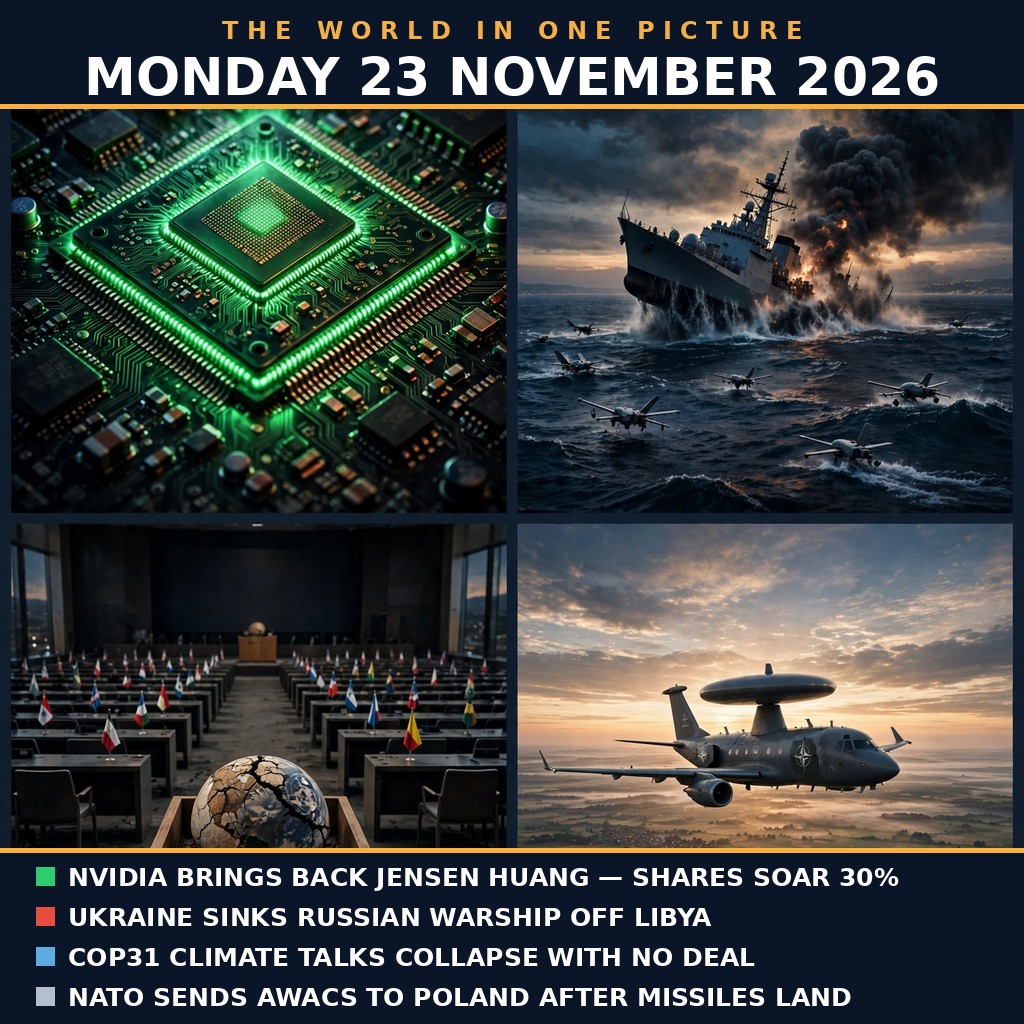 THE WORLD IN ONE PICTURE
MONDAY 23 NOVEMBER 2026
NVIDIA BRINGS BACK JENSEN HUANG — SHARES SOAR 30%
UKRAINE SINKS RUSSIAN WARSHIP OFF LIBYA
COP31 CLIMATE TALKS COLLAPSE WITH NO DEAL
NATO SENDS AWACS TO POLAND AFTER MISSILES LAND